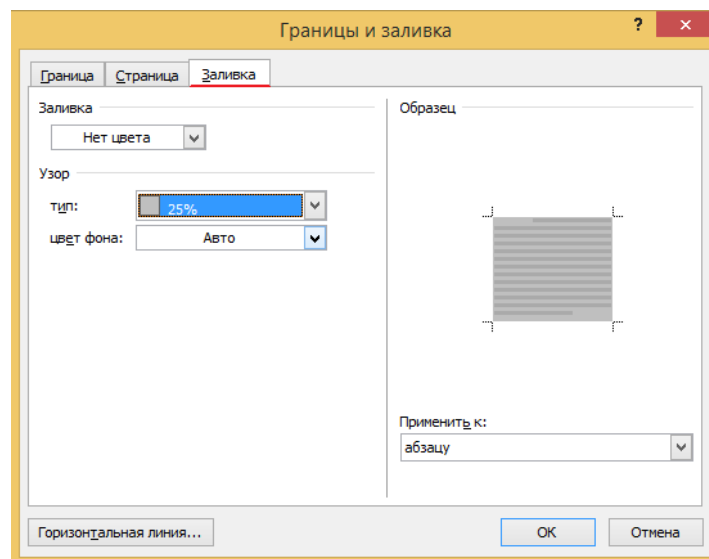 Границы и заливка
?
×
Граница Страница Заливка
Заливка
Нет цвета
Узор
тип: 25%
цвет фона: Авто
Образец
Применить к:
абзацу
Горизонтальная линия... ОК Отмена